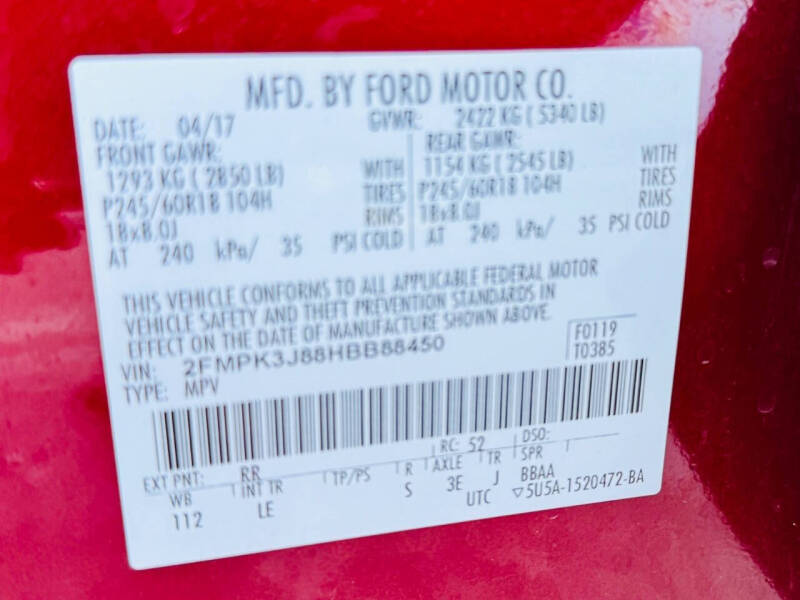 MFD. BY FORD MOTOR CO.
DATE: 04/17 GVWR: 2422 KG ( 5340 LB)
FRONT GAWR: REAR GAWR:
1293 KG ( 2850 LB) WITH 1154 KG ( 2545 LB) WITH
P245/60R18 104H TIRES P245/60R18 104H TIRES
18x8.0J RIMS 18x8.0J RIMS
AT 240 kPa/ 35 PSI COLD AT 240 kPa/ 35 PSI COLD
THIS VEHICLE CONFORMS TO ALL APPLICABLE FEDERAL MOTOR
VEHICLE SAFETY AND THEFT PREVENTION STANDARDS IN
EFFECT ON THE DATE OF MANUFACTURE SHOWN ABOVE.
VIN: 2FMPK3J88HBB88450 F0119
TYPE: MPV T0385
EXT PNT: RR RC: 52 DSO:
WB INT TR TP/PS R AXLE TR SPR
112 LE S 3E J BBAA
UTC ▽5U5A-1520472-BA